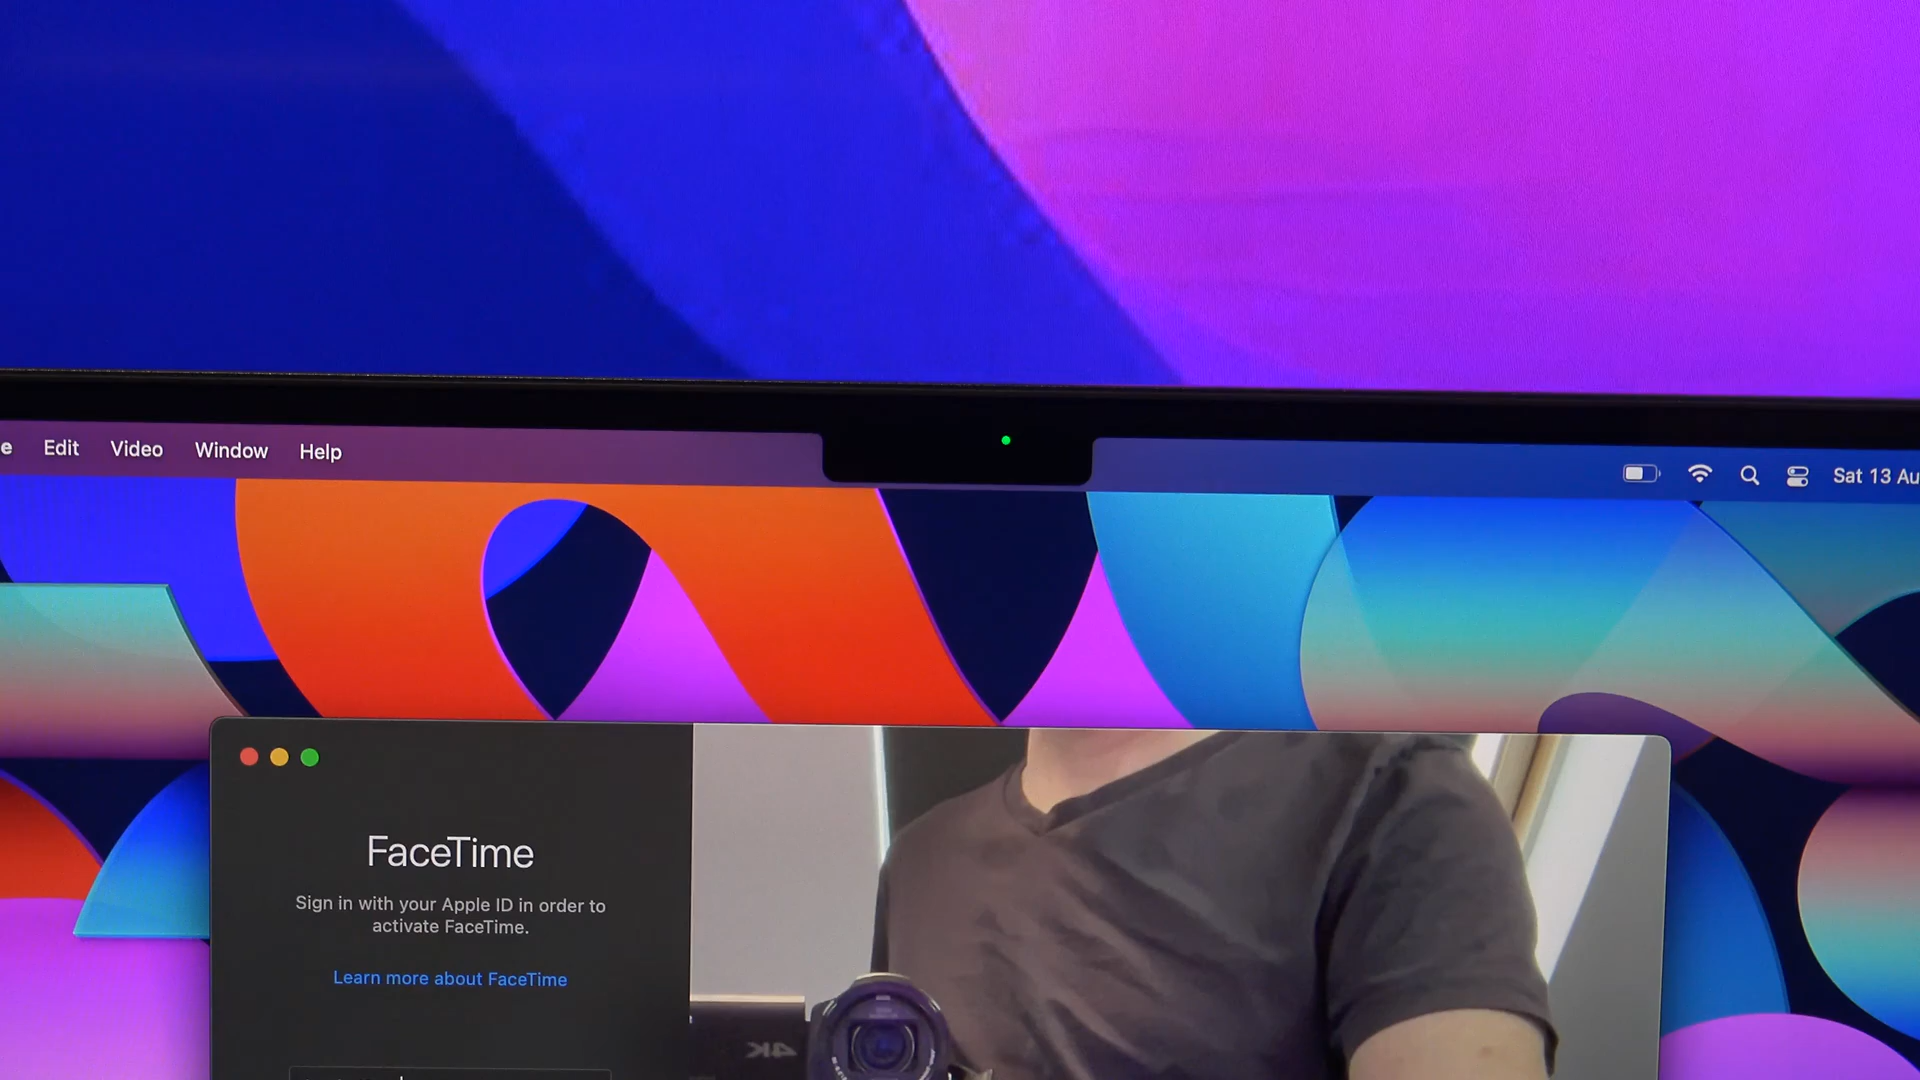 e Edit Video Window Help
Sat 13 Au
FaceTime
Sign in with your Apple ID in order to
activate FaceTime.
Learn more about FaceTime
4K